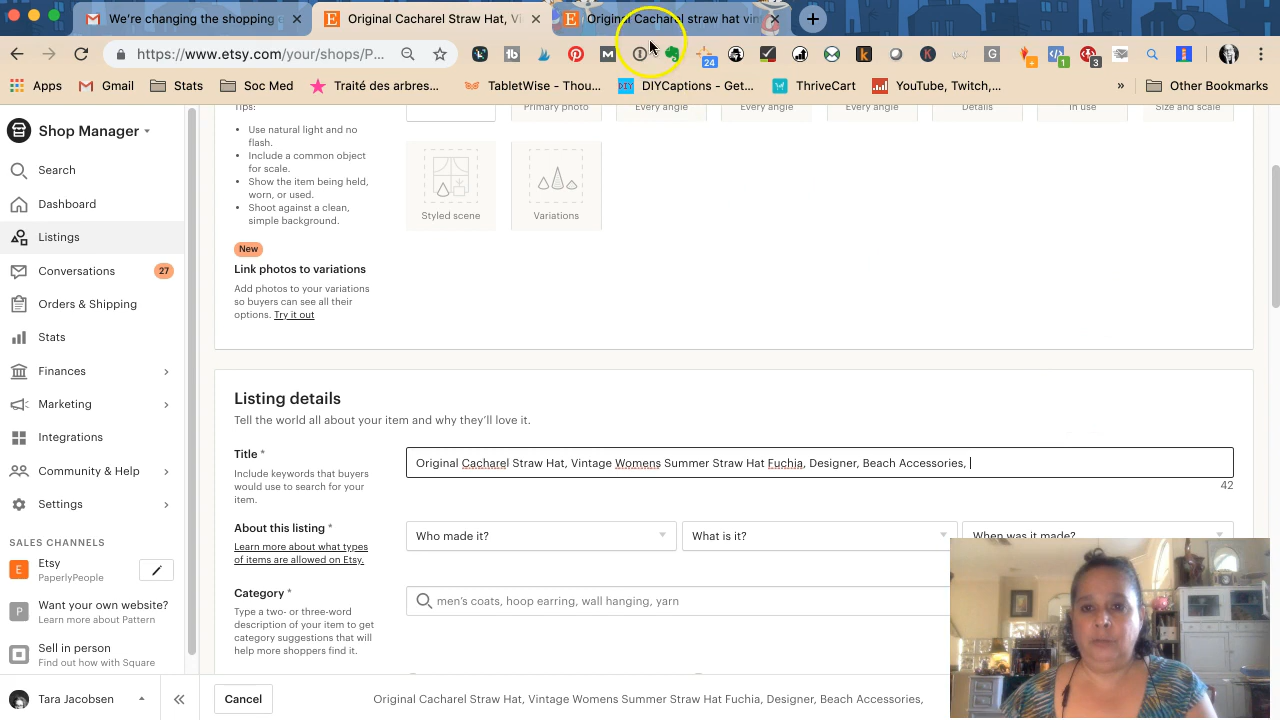 We're changing the shopping e
Original Cacharel Straw Hat, Vi
Original Cacharel straw hat vin
https://www.etsy.com/your/shops/P...
24
1
3
Apps
Gmail
Stats
Soc Med
Traité des arbres...
TabletWise - Thou...
DIYCaptions - Get...
ThriveCart
YouTube, Twitch,...
»
Other Bookmarks
Shop Manager
Search
Dashboard
Listings
Conversations
27
Orders & Shipping
Stats
Finances
Marketing
Integrations
Community & Help
Settings
SALES CHANNELS
Etsy
PaperlyPeople
Want your own website?
Learn more about Pattern
Sell in person
Find out how with Square
Tara Jacobsen
Tips:
Use natural light and no
flash.
Include a common object
for scale.
Show the item being held,
worn, or used.
Shoot against a clean,
simple background.
New
Link photos to variations
Add photos to your variations
so buyers can see all their
options. Try it out
Primary photo
Every angle
Every angle
Every angle
Details
In use
Size and scale
Styled scene
Variations
Listing details
Tell the world all about your item and why they'll love it.
Title *
Include keywords that buyers
would use to search for your
item.
Original Cacharel Straw Hat, Vintage Womens Summer Straw Hat Fuchia, Designer, Beach Accessories,
42
About this listing *
Learn more about what types
of items are allowed on Etsy.
Who made it?
What is it?
When was it made?
Category *
Type a two- or three-word
description of your item to get
category suggestions that will
help more shoppers find it.
men's coats, hoop earring, wall hanging, yarn
Cancel
Original Cacharel Straw Hat, Vintage Womens Summer Straw Hat Fuchia, Designer, Beach Accessories,